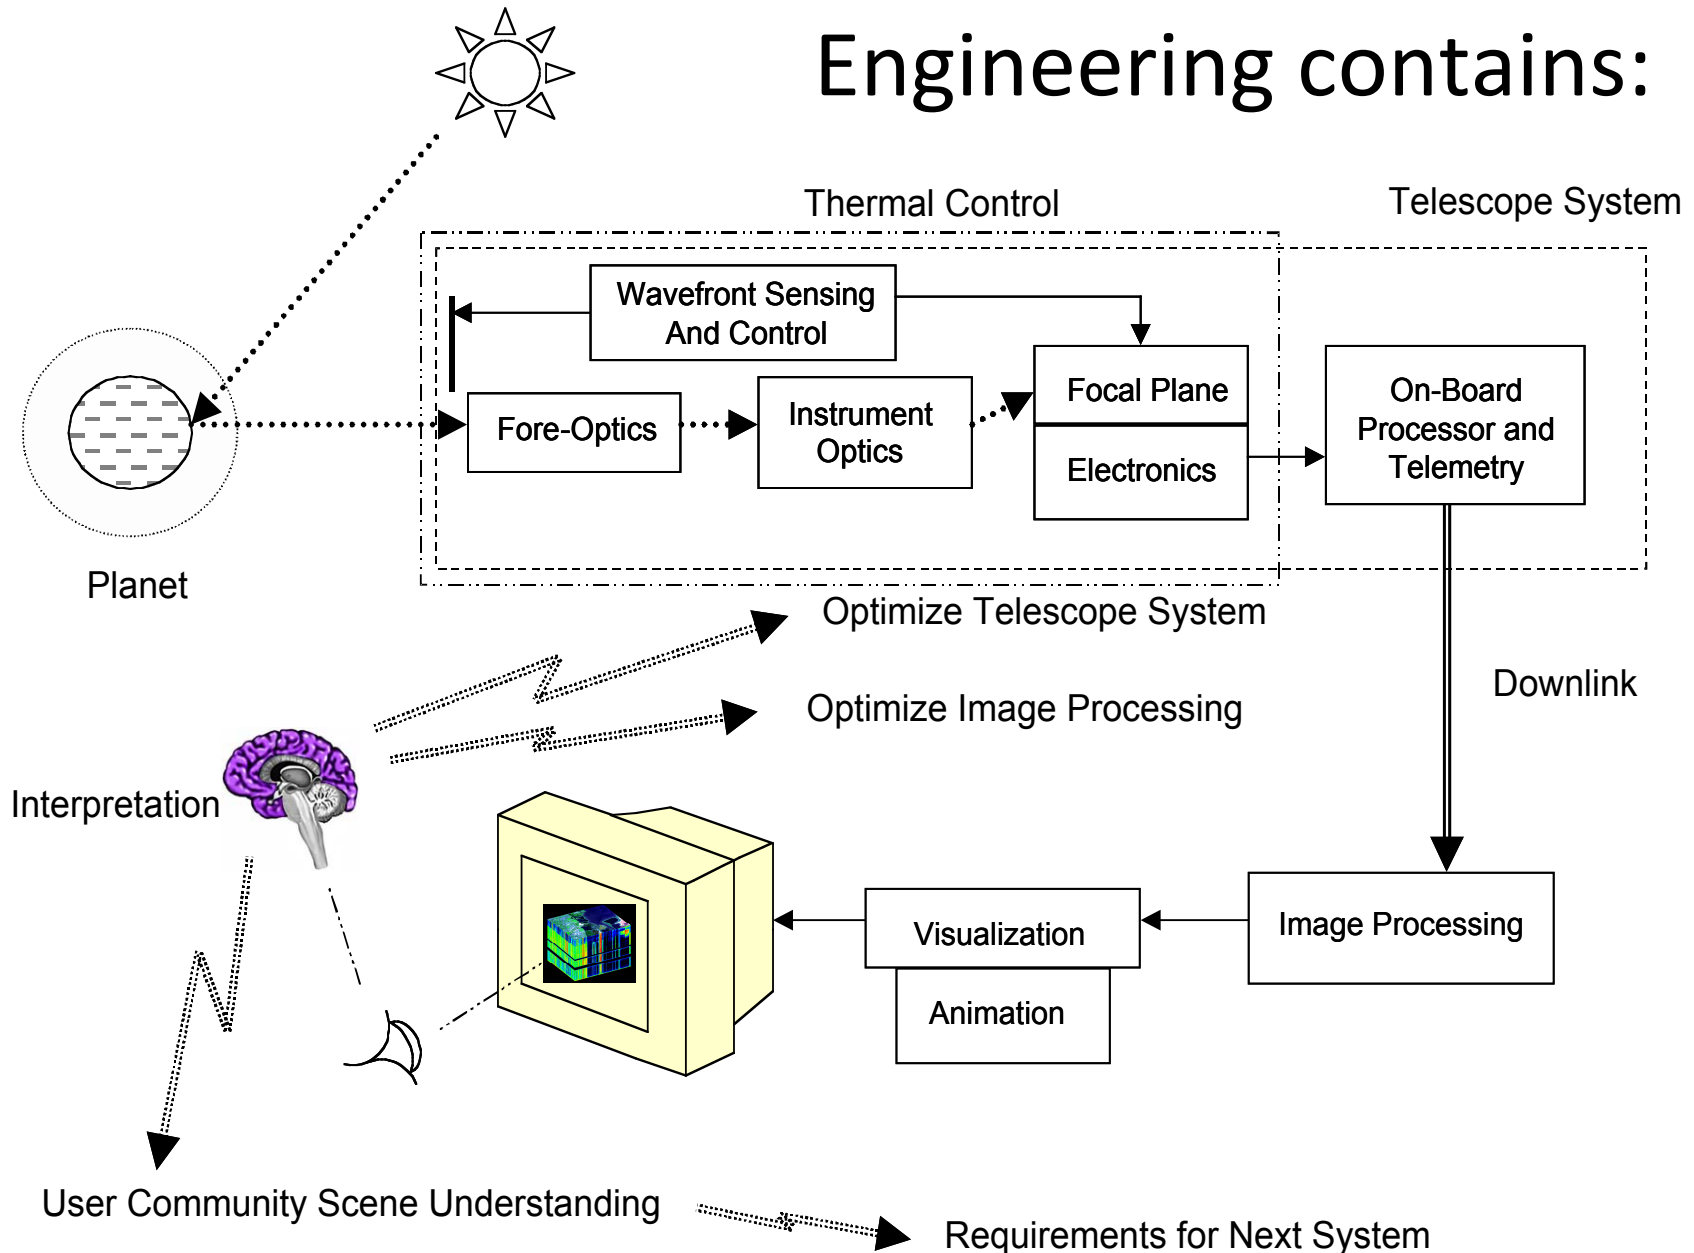 Engineering contains:
Thermal Control
Telescope System
Wavefront Sensing
And Control
Focal Plane
Electronics
On-Board
Processor and
Telemetry
Fore-Optics
Instrument
Optics
Planet
Optimize Telescope System
Downlink
Optimize Image Processing
Interpretation
Image Processing
Visualization
Animation
User Community Scene Understanding
Requirements for Next System